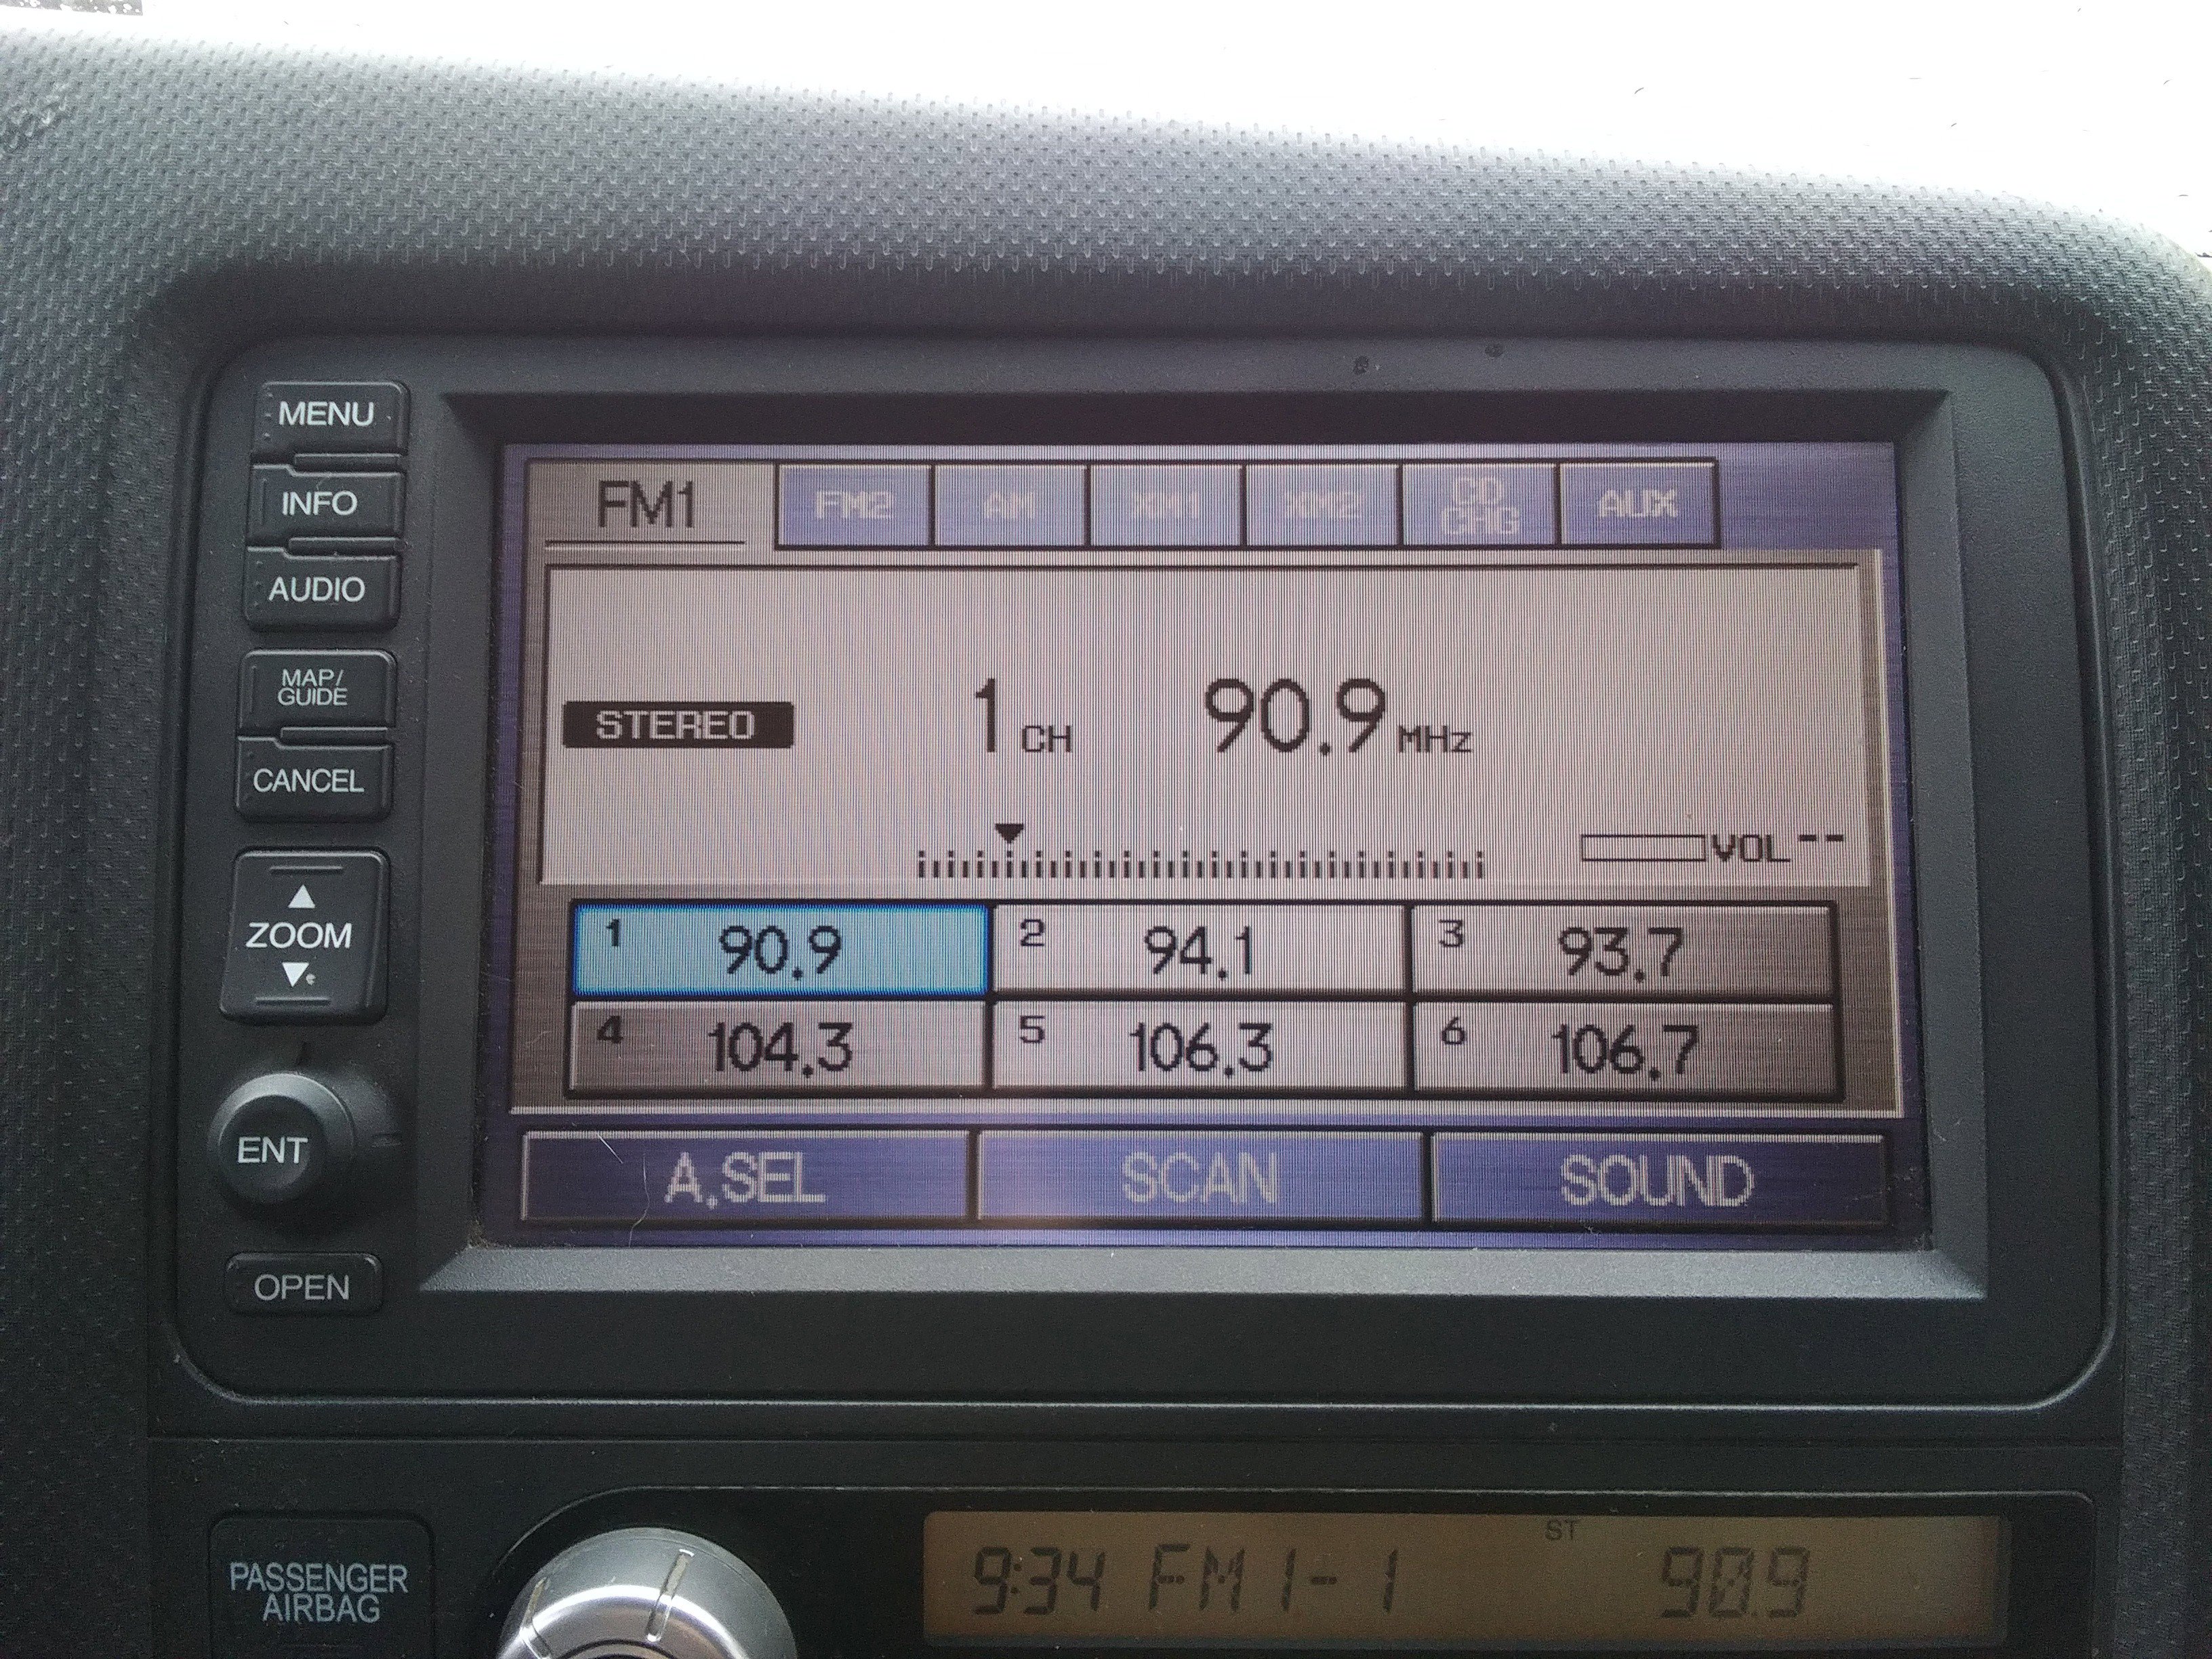 MENU
INFO
AUDIO
MAP/
GUIDE
CANCEL
ZOOM
ENT
OPEN
FM1 FM2 AM XM1 XM2 CD CHG AUX
STEREO 1 CH 90.9 MHz
VOL --
1 90.9 2 94.1 3 93.7
4 104.3 5 106.3 6 106.7
A.SEL SCAN SOUND
PASSENGER
AIRBAG
ST
9:34 FM1-1 90.9